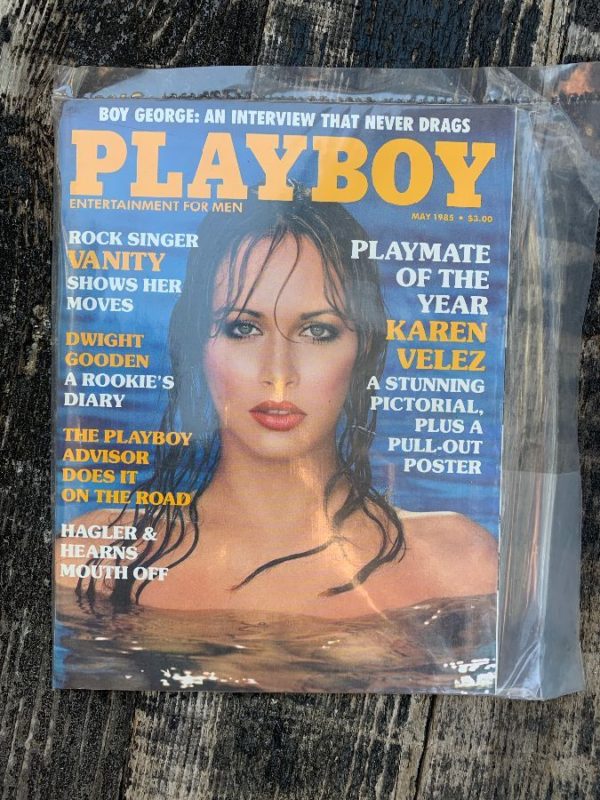 BOY GEORGE: AN INTERVIEW THAT NEVER DRAGS
PLAYBOY
ENTERTAINMENT FOR MEN
MAY 1985 • $3.00
ROCK SINGER
VANITY
SHOWS HER
MOVES
DWIGHT
GOODEN
A ROOKIE'S
DIARY
THE PLAYBOY
ADVISOR
DOES IT
ON THE ROAD
HAGLER &
HEARNS
MOUTH OFF
PLAYMATE
OF THE
YEAR
KAREN
VELEZ
A STUNNING
PICTORIAL,
PLUS A
PULL-OUT
POSTER